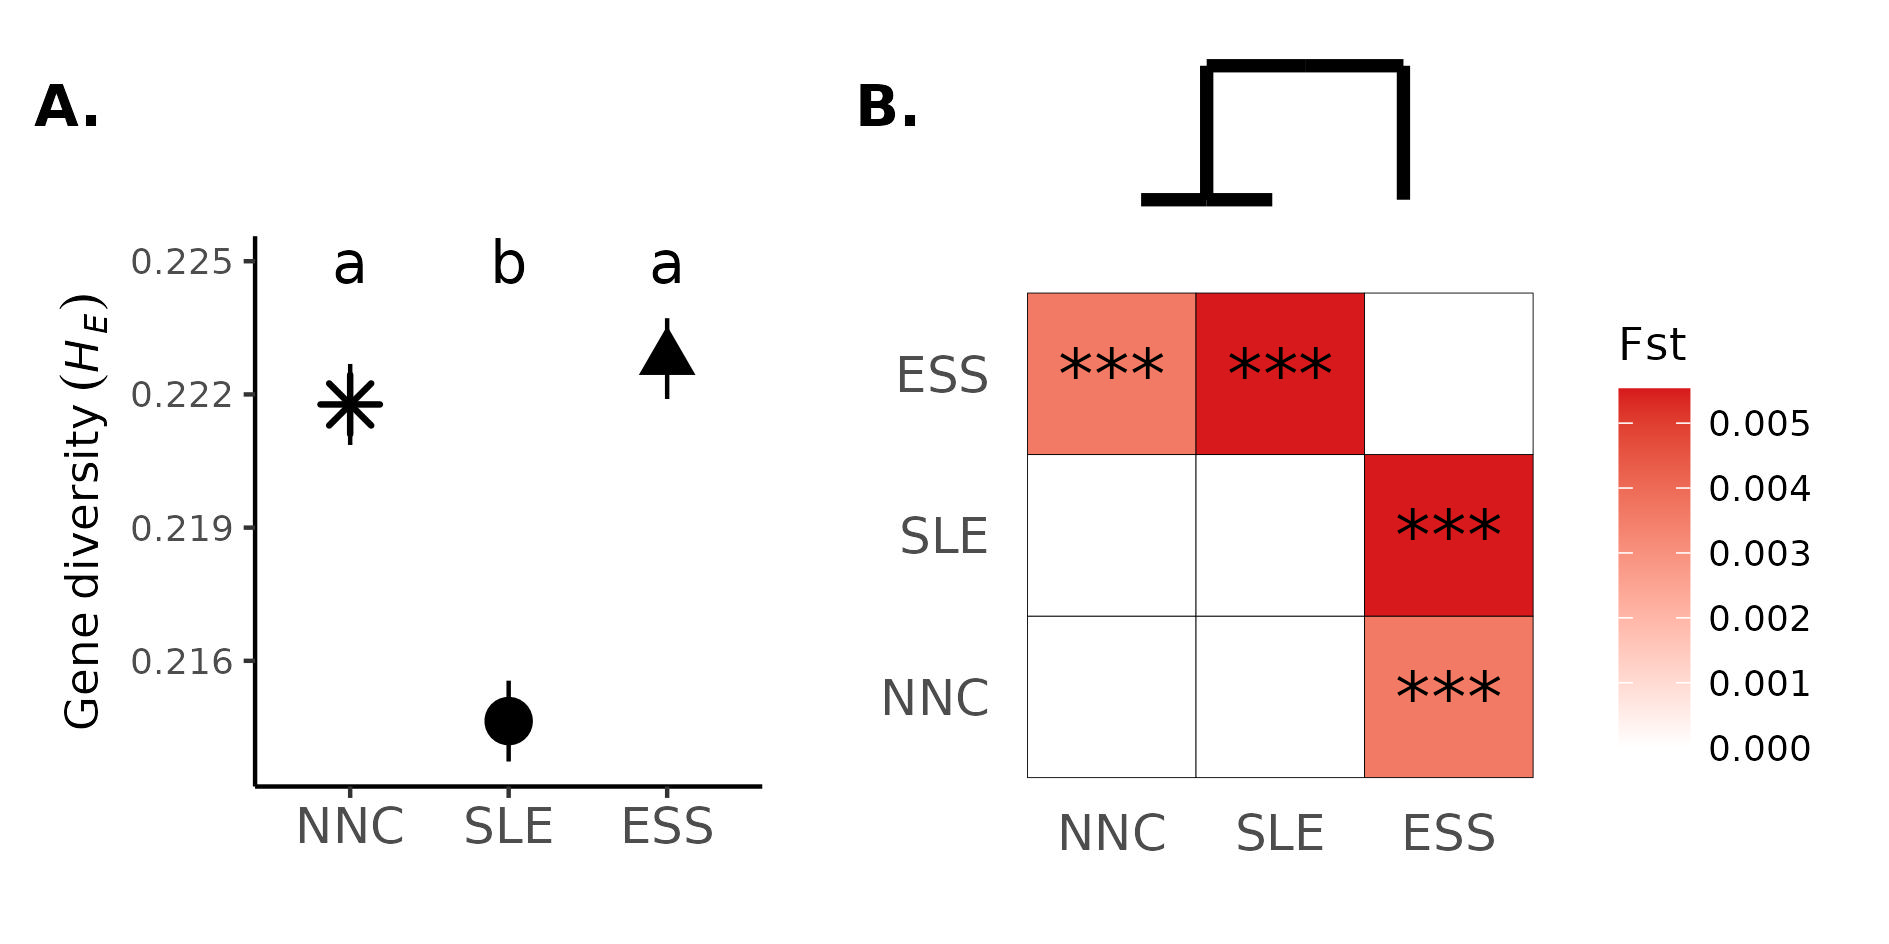 A.
Gene diversity (H_E)
0.225
0.222
0.219
0.216
a b a
NNC SLE ESS
B.
ESS
SLE
NNC
*** ***
***
***
NNC SLE ESS
Fst
0.005
0.004
0.003
0.002
0.001
0.000